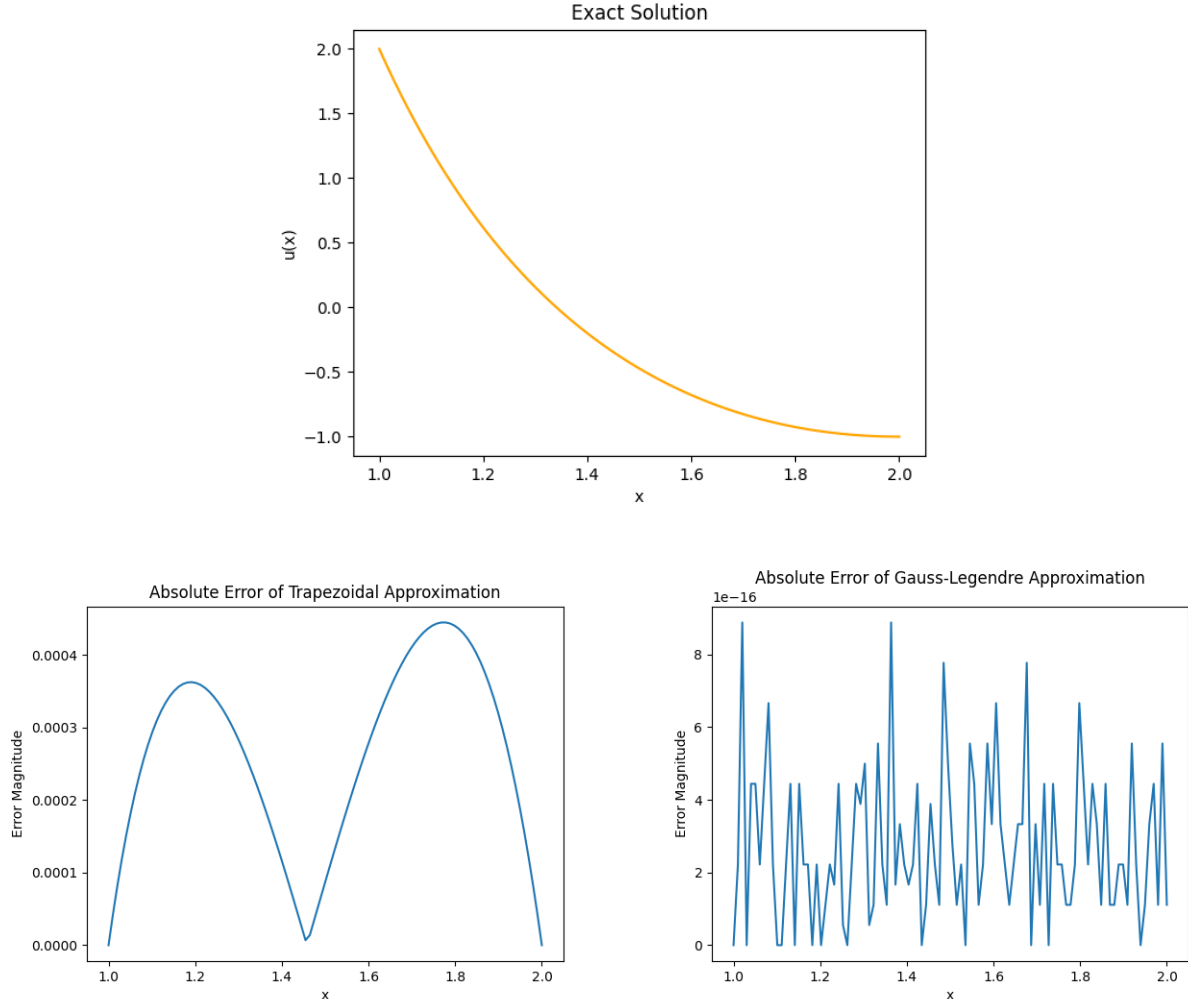 Exact Solution
2.0
1.5
1.0
0.5
0.0
−0.5
−1.0
u(x)
1.0 1.2 1.4 1.6 1.8 2.0
x
Absolute Error of Trapezoidal Approximation
0.0004
0.0003
0.0002
0.0001
0.0000
Error Magnitude
1.0 1.2 1.4 1.6 1.8 2.0
x
Absolute Error of Gauss-Legendre Approximation
1e−16
8
6
4
2
0
Error Magnitude
1.0 1.2 1.4 1.6 1.8 2.0
x